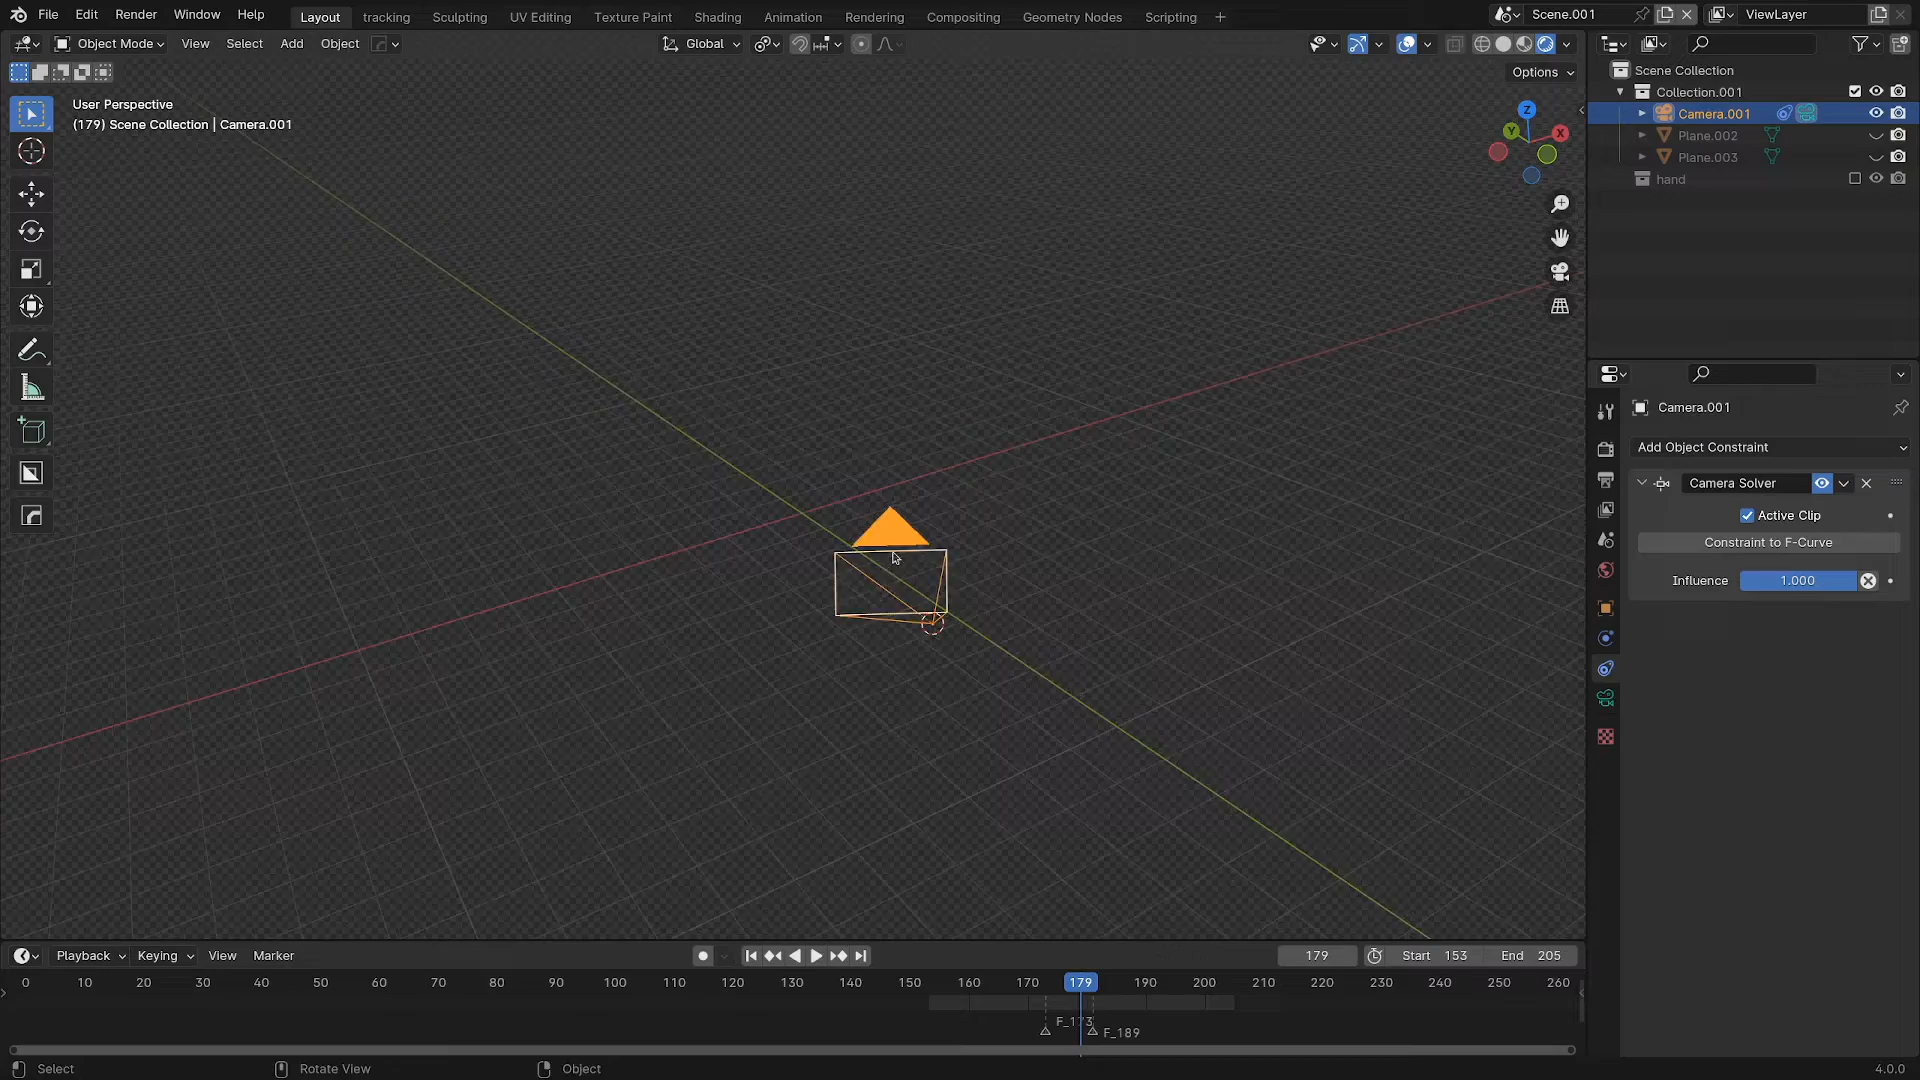 File Edit Render Window Help Layout tracking Sculpting UV Editing Texture Paint Shading Animation Rendering Compositing Geometry Nodes Scripting + Scene.001 ViewLayer
Object Mode View Select Add Object Global
Options
User Perspective
(179) Scene Collection | Camera.001
Z
Y
X
Scene Collection
Collection.001
Camera.001
Plane.002
Plane.003
hand
Camera.001
Add Object Constraint
Camera Solver
Active Clip
Constraint to F-Curve
Influence 1.000
Playback Keying View Marker 179 Start 153 End 205
0 10 20 30 40 50 60 70 80 90 100 110 120 130 140 150 160 170 179 190 200 210 220 230 240 250 260
F_173
F_189
Select Rotate View Object 4.0.0